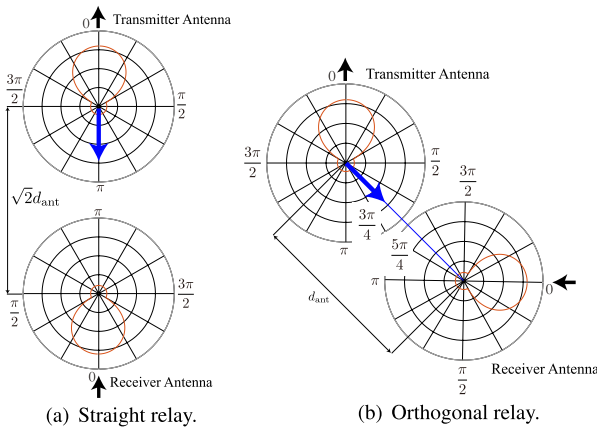 0
Transmitter Antenna
3π/2
π/2
π
√2d_ant
π
π/2
3π/2
0
Receiver Antenna
(a) Straight relay.
0
Transmitter Antenna
3π/2
π/2
3π/4
π
3π/2
5π/4
π
0
d_ant
π/2
Receiver Antenna
(b) Orthogonal relay.